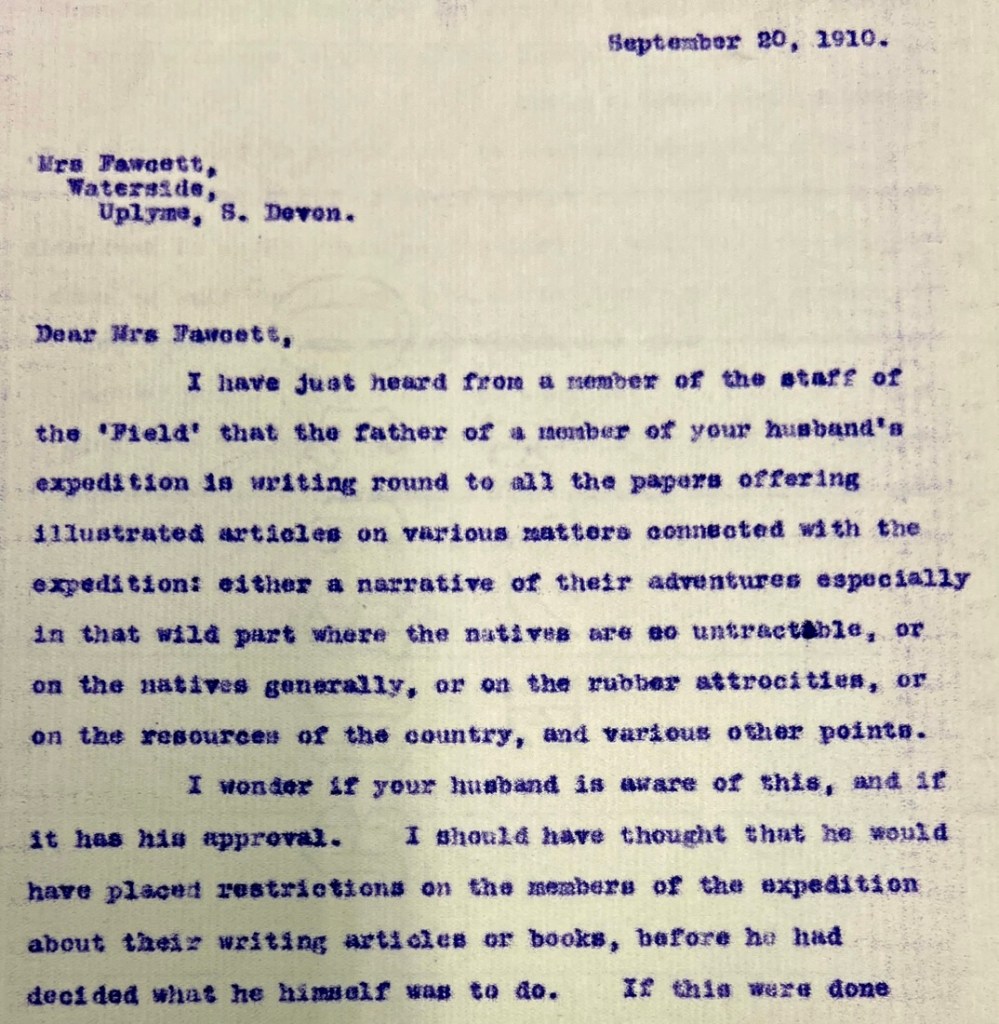 September 20, 1910.
Mrs Fawcett,
Waterside,
Uplyme, S. Devon.
Dear Mrs Fawcett,
I have just heard from a member of the staff of
the 'Field' that the father of a member of your husband's
expedition is writing round to all the papers offering
illustrated articles on various matters connected with the
expedition: either a narrative of their adventures especially
in that wild part where the natives are so untractable, or
on the natives generally, or on the rubber attrocities, or
on the resources of the country, and various other points.
I wonder if your husband is aware of this, and if
it has his approval. I should have thought that he would
have placed restrictions on the members of the expedition
about their writing articles or books, before he had
decided what he himself was to do. If this were done